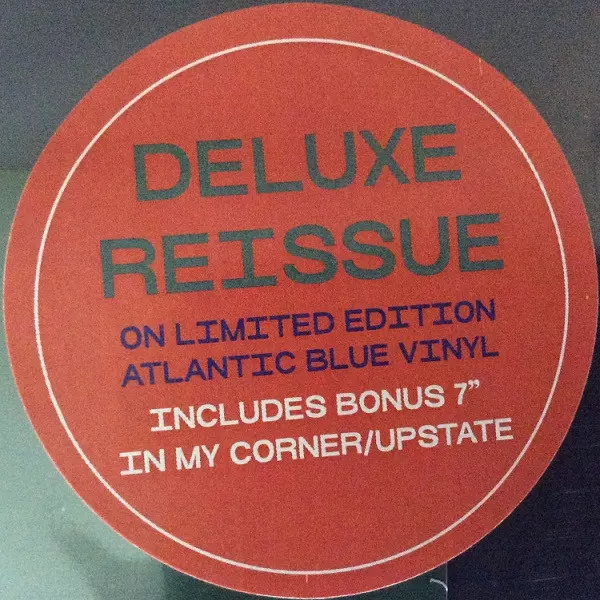 DELUXE
REISSUE
ON LIMITED EDITION
ATLANTIC BLUE VINYL
INCLUDES BONUS 7”
IN MY CORNER/UPSTATE